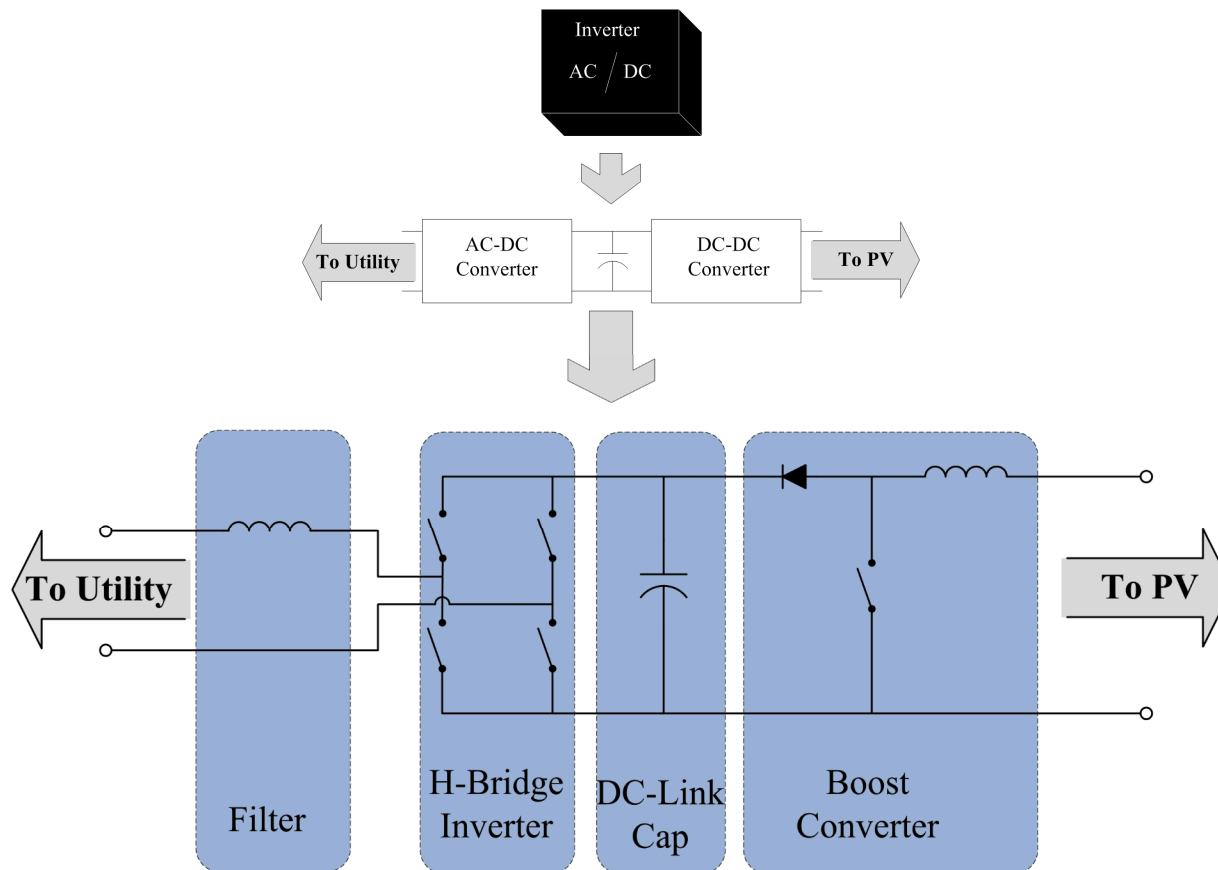 Inverter
AC / DC
To Utility
AC-DC
Converter
DC-DC
Converter
To PV
To Utility
To PV
Filter
H-Bridge
Inverter
DC-Link
Cap
Boost
Converter